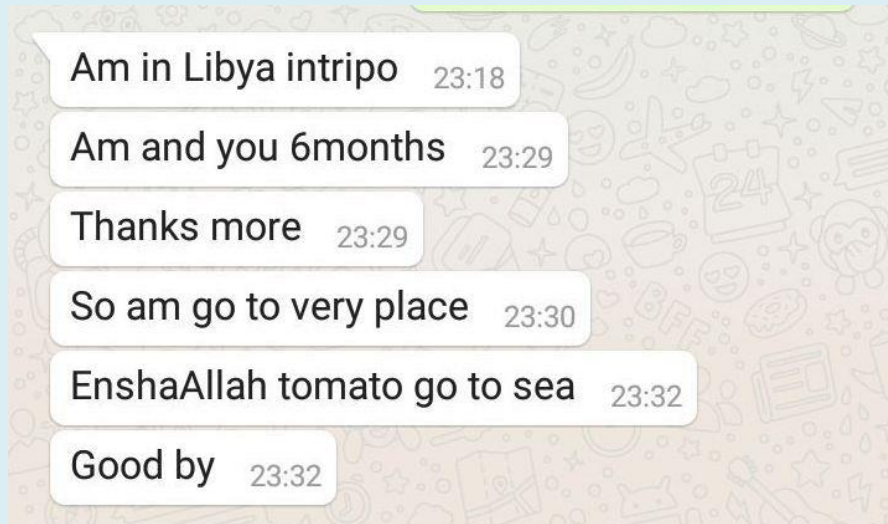 Am in Libya intripo 23:18
Am and you 6months 23:29
Thanks more 23:29
So am go to very place 23:30
EnshaAllah tomato go to sea 23:32
Good by 23:32